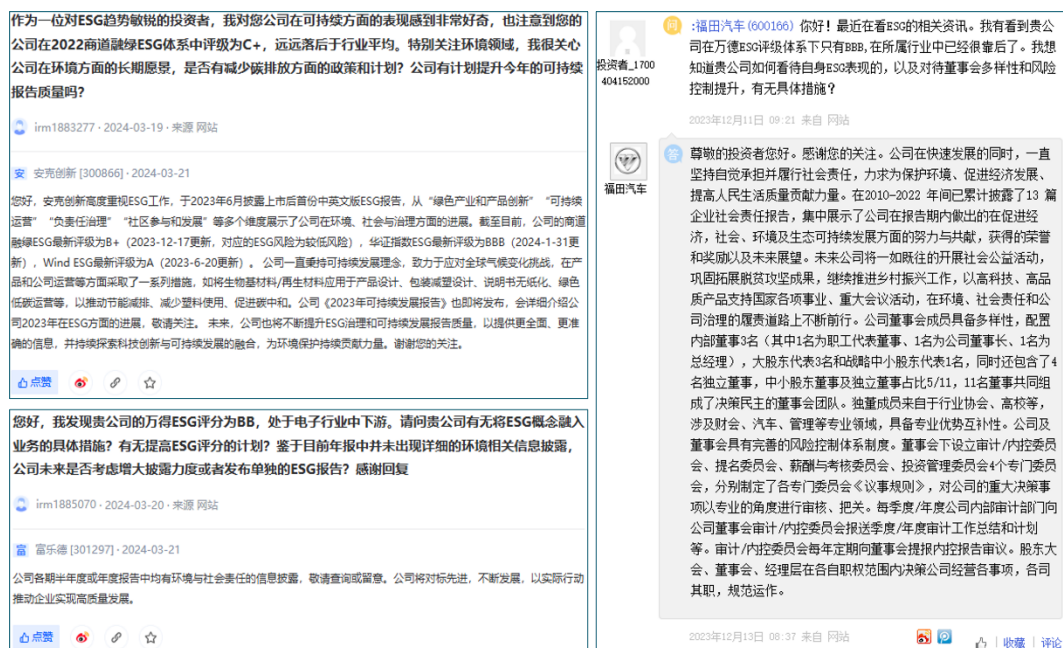 作为一位对ESG趋势敏锐的投资者，我对您公司在可持续方面的表现感到非常好奇，也注意到您的
公司在2022商道融绿ESG体系中评级为C+，远远落后于行业平均。特别关注环境领域，我很关心
公司在环境方面的长期愿景，是否有减少碳排放方面的政策和计划？公司有计划提升今年的可持续
报告质量吗？
irm1883277 · 2024-03-19 · 来源 网站
安 安克创新 [300866] · 2024-03-21
您好，安克创新高度重视ESG工作，于2023年6月披露上市后首份中英文版ESG报告，从“绿色产业和产品创新” “可持续
运营” “负责任治理” “社区参与和发展”等多个维度展示了公司在环境、社会与治理方面的进展。截至目前，公司的商道
融绿ESG最新评级为B+（2023-12-17更新，对应的ESG风险为较低风险），华证指数ESG最新评级为BBB（2024-1-31更
新），Wind ESG最新评级为A（2023-6-20更新）。 公司一直秉持可持续发展理念，致力于应对全球气候变化挑战，在产
品和公司运营等方面采取了一系列措施，如将生物基材料/再生材料应用于产品设计、包装减塑设计、说明书无纸化、绿色
低碳运营等，以推动节能减排、减少塑料使用、促进碳中和。公司《2023年可持续发展报告》也即将发布，会详细介绍公
司2023年在ESG方面的进展，敬请关注。 未来，公司也将不断提升ESG治理和可持续发展报告质量，以提供更全面、更准
确的信息，并持续探索科技创新与可持续发展的融合，为环境保护持续贡献力量。谢谢您的关注。
点赞
您好，我发现贵公司的万得ESG评分为BB，处于电子行业中下游。请问贵公司有无将ESG概念融入
业务的具体措施？有无提高ESG评分的计划？鉴于目前年报中并未出现详细的环境相关信息披露，
公司未来是否考虑增大披露力度或者发布单独的ESG报告？感谢回复
irm1885070 · 2024-03-20 · 来源 网站
富 富乐德 [301297] · 2024-03-21
公司各期半年度或年度报告中均有环境与社会责任的信息披露，敬请查询或留意。公司将对标先进，不断发展，以实际行动
推动企业实现高质量发展。
点赞
投资者_1700
404152000
问 :福田汽车(600166) 你好！最近在看ESG的相关资讯。我有看到贵公
司在万德ESG评级体系下只有BBB,在所属行业中已经很靠后了。我想
知道贵公司如何看待自身ESG表现的，以及对待董事会多样性和风险
控制提升，有无具体措施？
2023年12月11日 09:21 来自 网站
福田汽车
答 尊敬的投资者您好。感谢您的关注。公司在快速发展的同时，一直
坚持自觉承担并履行社会责任，力求为保护环境、促进经济发展、
提高人民生活质量贡献力量。在2010-2022 年间已累计披露了13 篇
企业社会责任报告，集中展示了公司在报告期内做出的在促进经
济，社会、环境及生态可持续发展方面的努力与共献，获得的荣誉
和奖励以及未来展望。未来公司将一如既往的开展社会公益活动，
巩固拓展脱贫攻坚成果，继续推进乡村振兴工作，以高科技、高品
质产品支持国家各项事业、重大会议活动，在环境、社会责任和公
司治理的履责道路上不断前行。公司董事会成员具备多样性，配置
内部董事3名（其中1名为职工代表董事、1名为公司董事长、1名为
总经理），大股东代表3名和战略中小股东代表1名，同时还包含了4
名独立董事，中小股东董事及独立董事占比5/11，11名董事共同组
成了决策民主的董事会团队。独董成员来自于行业协会、高校等，
涉及财会、汽车、管理等专业领域，具备专业优势互补性。公司及
董事会具有完善的风险控制体系制度。董事会下设立审计/内控委员
会、提名委员会、薪酬与考核委员会、投资管理委员会4个专门委员
会，分别制定了各专门委员会《议事规则》，对公司的重大决策事
项以专业的角度进行审核、把关。每季度/年度公司内部审计部门向
公司董事会审计/内控委员会报送季度/年度审计工作总结和计划
等。审计/内控委员会每年定期向董事会提报内控报告审议。股东大
会、董事会、经理层在各自职权范围内决策公司经营各事项，各司
其职，规范运作。
2023年12月13日 08:37 来自 网站
收藏 评论